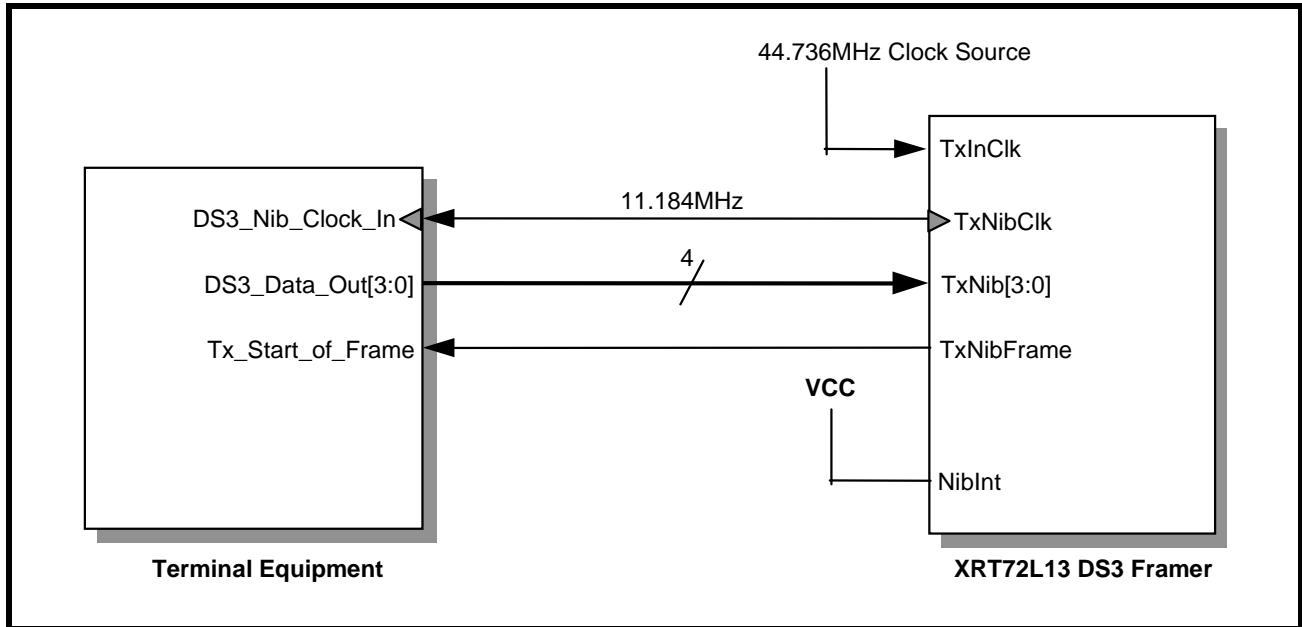 44.736MHz Clock Source
TxInClk
11.184MHz
DS3_Nib_Clock_In
TxNibClk
4
DS3_Data_Out[3:0]
TxNib[3:0]
Tx_Start_of_Frame
TxNibFrame
VCC
NibInt
Terminal Equipment
XRT72L13 DS3 Framer